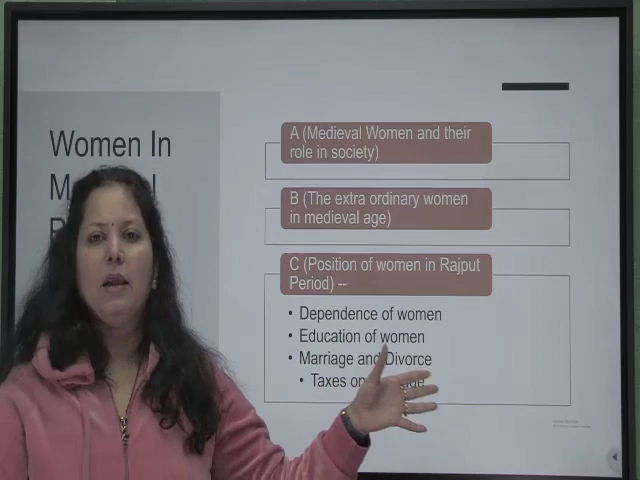 Women In
A (Medieval Women and their
role in society)
B (The extra ordinary women
in medieval age)
C (Position of women in Rajput
Period) --
• Dependence of women
• Education of women
• Marriage and Divorce
• Taxes on